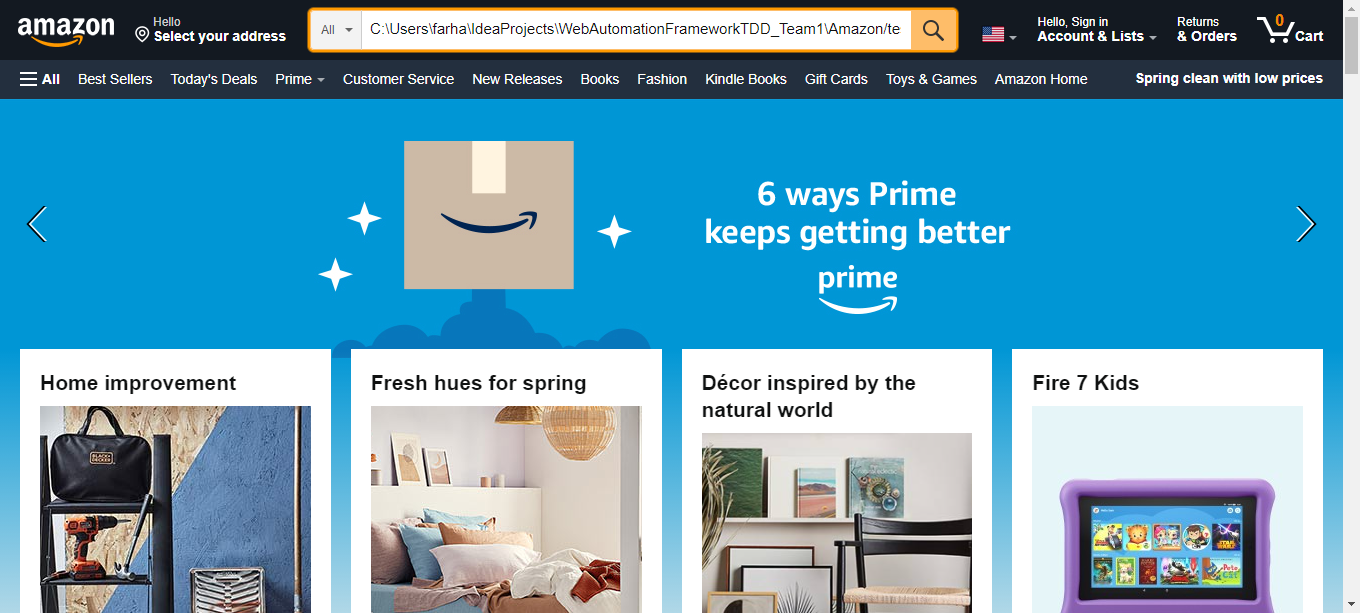 amazon
Hello
Select your address
All
C:\Users\farha\IdeaProjects\WebAutomationFrameworkTDD_Team1\Amazon/te
Hello, Sign in
Account & Lists
Returns
& Orders
0
Cart
All
Best Sellers
Today's Deals
Prime
Customer Service
New Releases
Books
Fashion
Kindle Books
Gift Cards
Toys & Games
Amazon Home
Spring clean with low prices
6 ways Prime
keeps getting better
prime
Home improvement
Fresh hues for spring
Décor inspired by the
natural world
Fire 7 Kids
BLACK+
DECKER